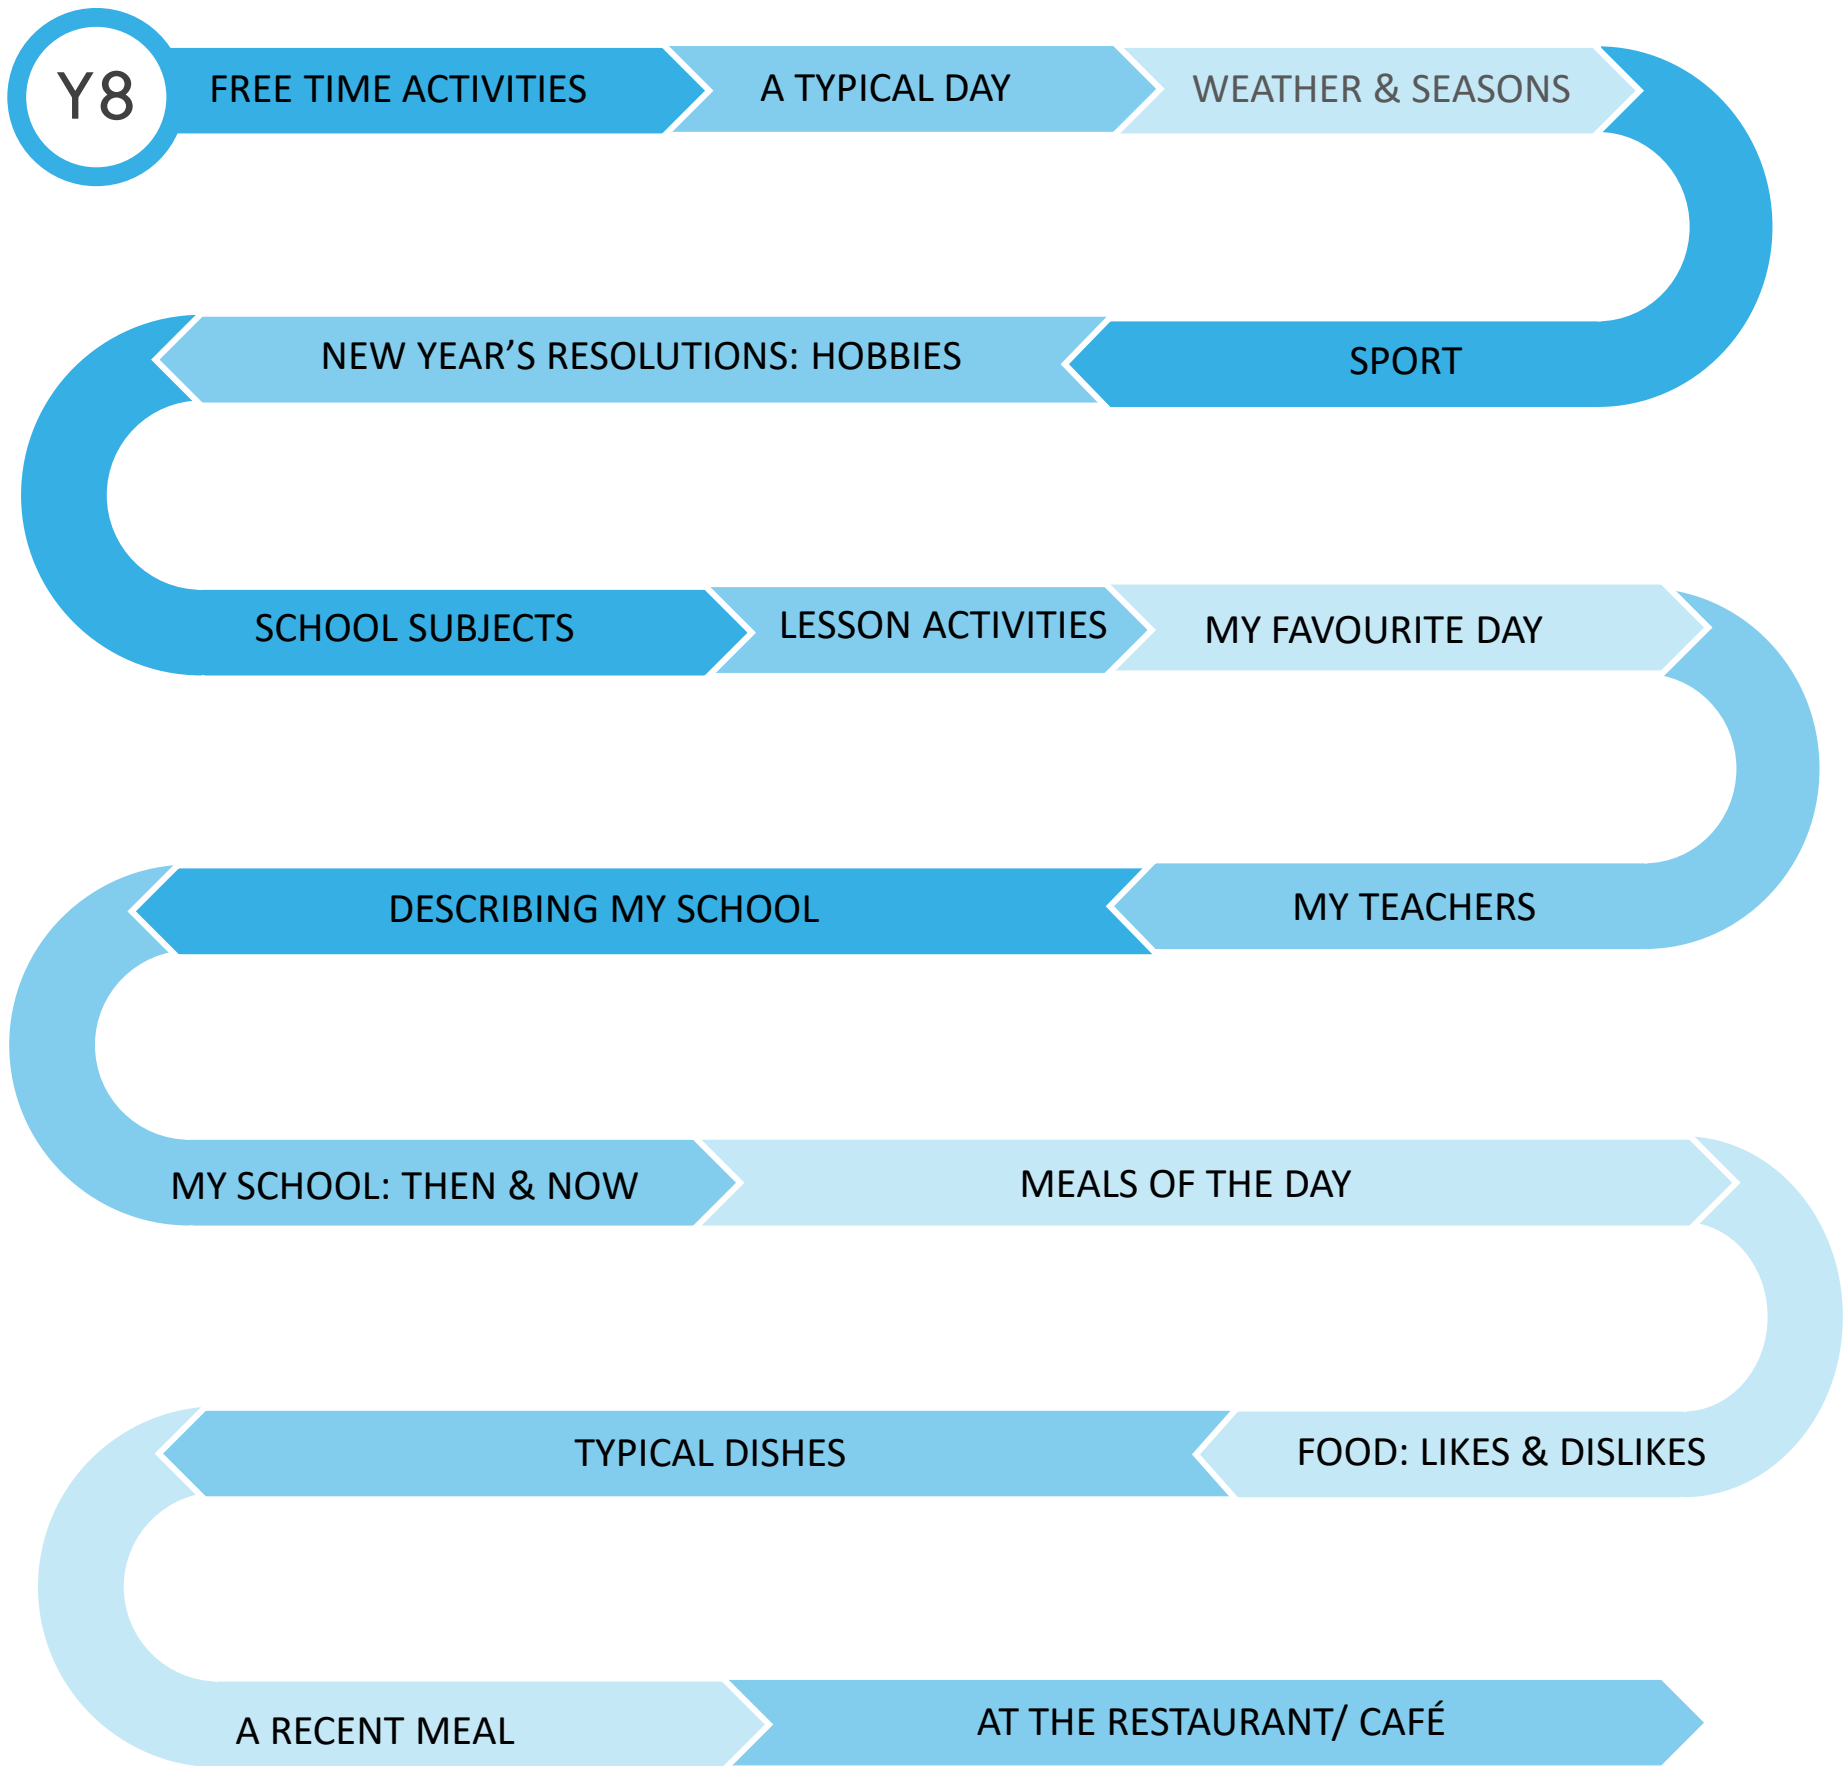 Y8
FREE TIME ACTIVITIES
A TYPICAL DAY
WEATHER & SEASONS
SPORT
NEW YEAR’S RESOLUTIONS: HOBBIES
SCHOOL SUBJECTS
LESSON ACTIVITIES
MY FAVOURITE DAY
MY TEACHERS
DESCRIBING MY SCHOOL
MY SCHOOL: THEN & NOW
MEALS OF THE DAY
FOOD: LIKES & DISLIKES
TYPICAL DISHES
A RECENT MEAL
AT THE RESTAURANT/ CAFÉ